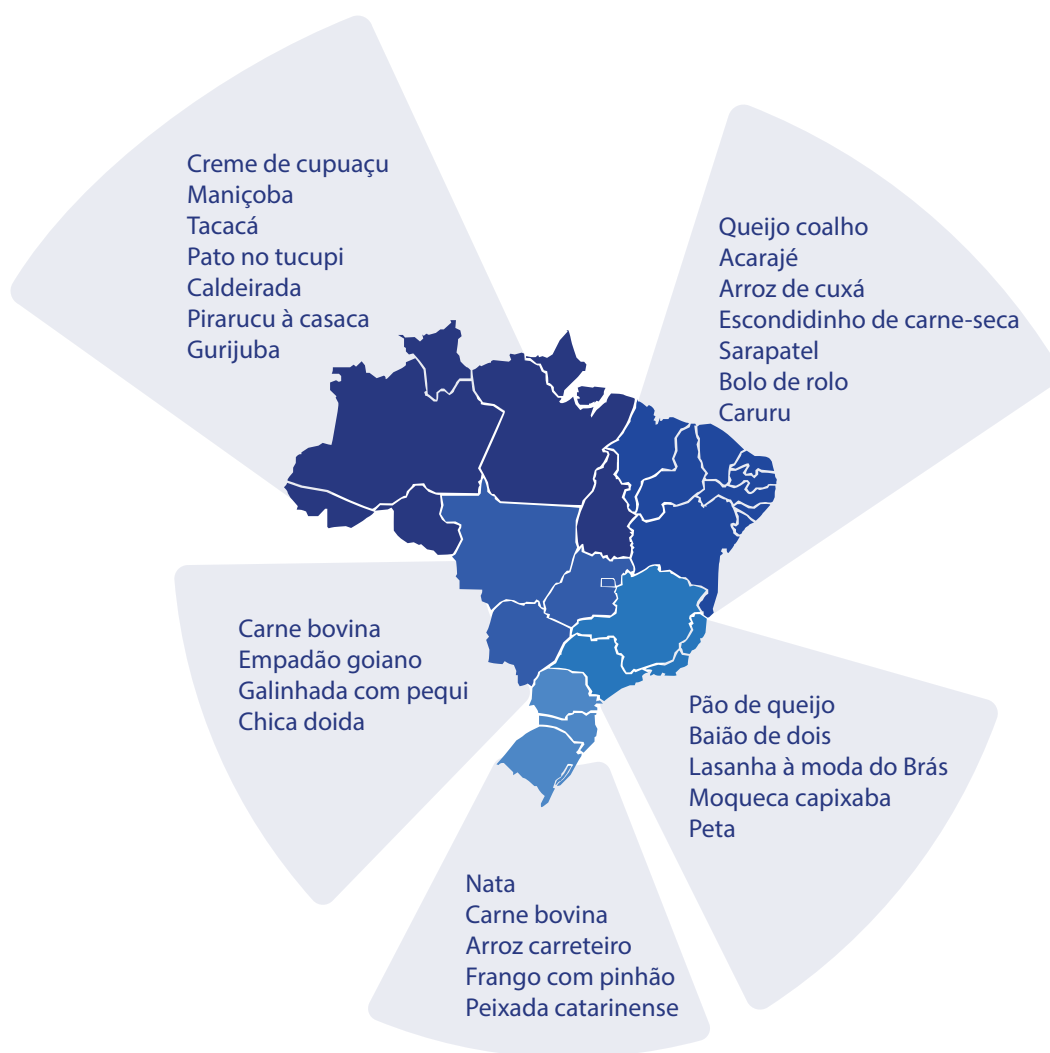 Creme de cupuaçu
Maniçoba
Tacacá
Pato no tucupi
Caldeirada
Pirarucu à casaca
Gurijuba
Queijo coalho
Acarajé
Arroz de cuxá
Escondidinho de carne-seca
Sarapatel
Bolo de rolo
Caruru
Carne bovina
Empadão goiano
Galinhada com pequi
Chica doida
Pão de queijo
Baião de dois
Lasanha à moda do Brás
Moqueca capixaba
Peta
Nata
Carne bovina
Arroz carreteiro
Frango com pinhão
Peixada catarinense